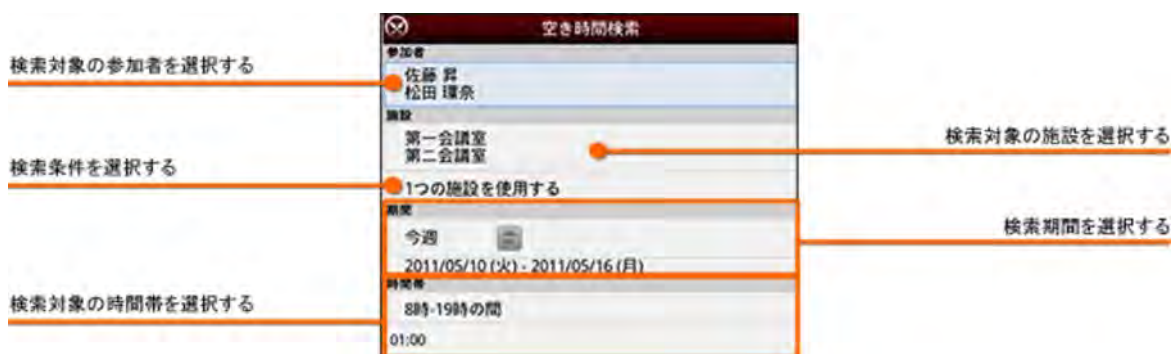 空き時間検索
参加者
検索対象の参加者を選択する
佐藤 昇
松田 環奈
施設
第一会議室
第二会議室
検索対象の施設を選択する
検索条件を選択する
1つの施設を使用する
期間
検索期間を選択する
今週
2011/05/10 (火) - 2011/05/16 (月)
時間帯
検索対象の時間帯を選択する
8時-19時の間
01:00